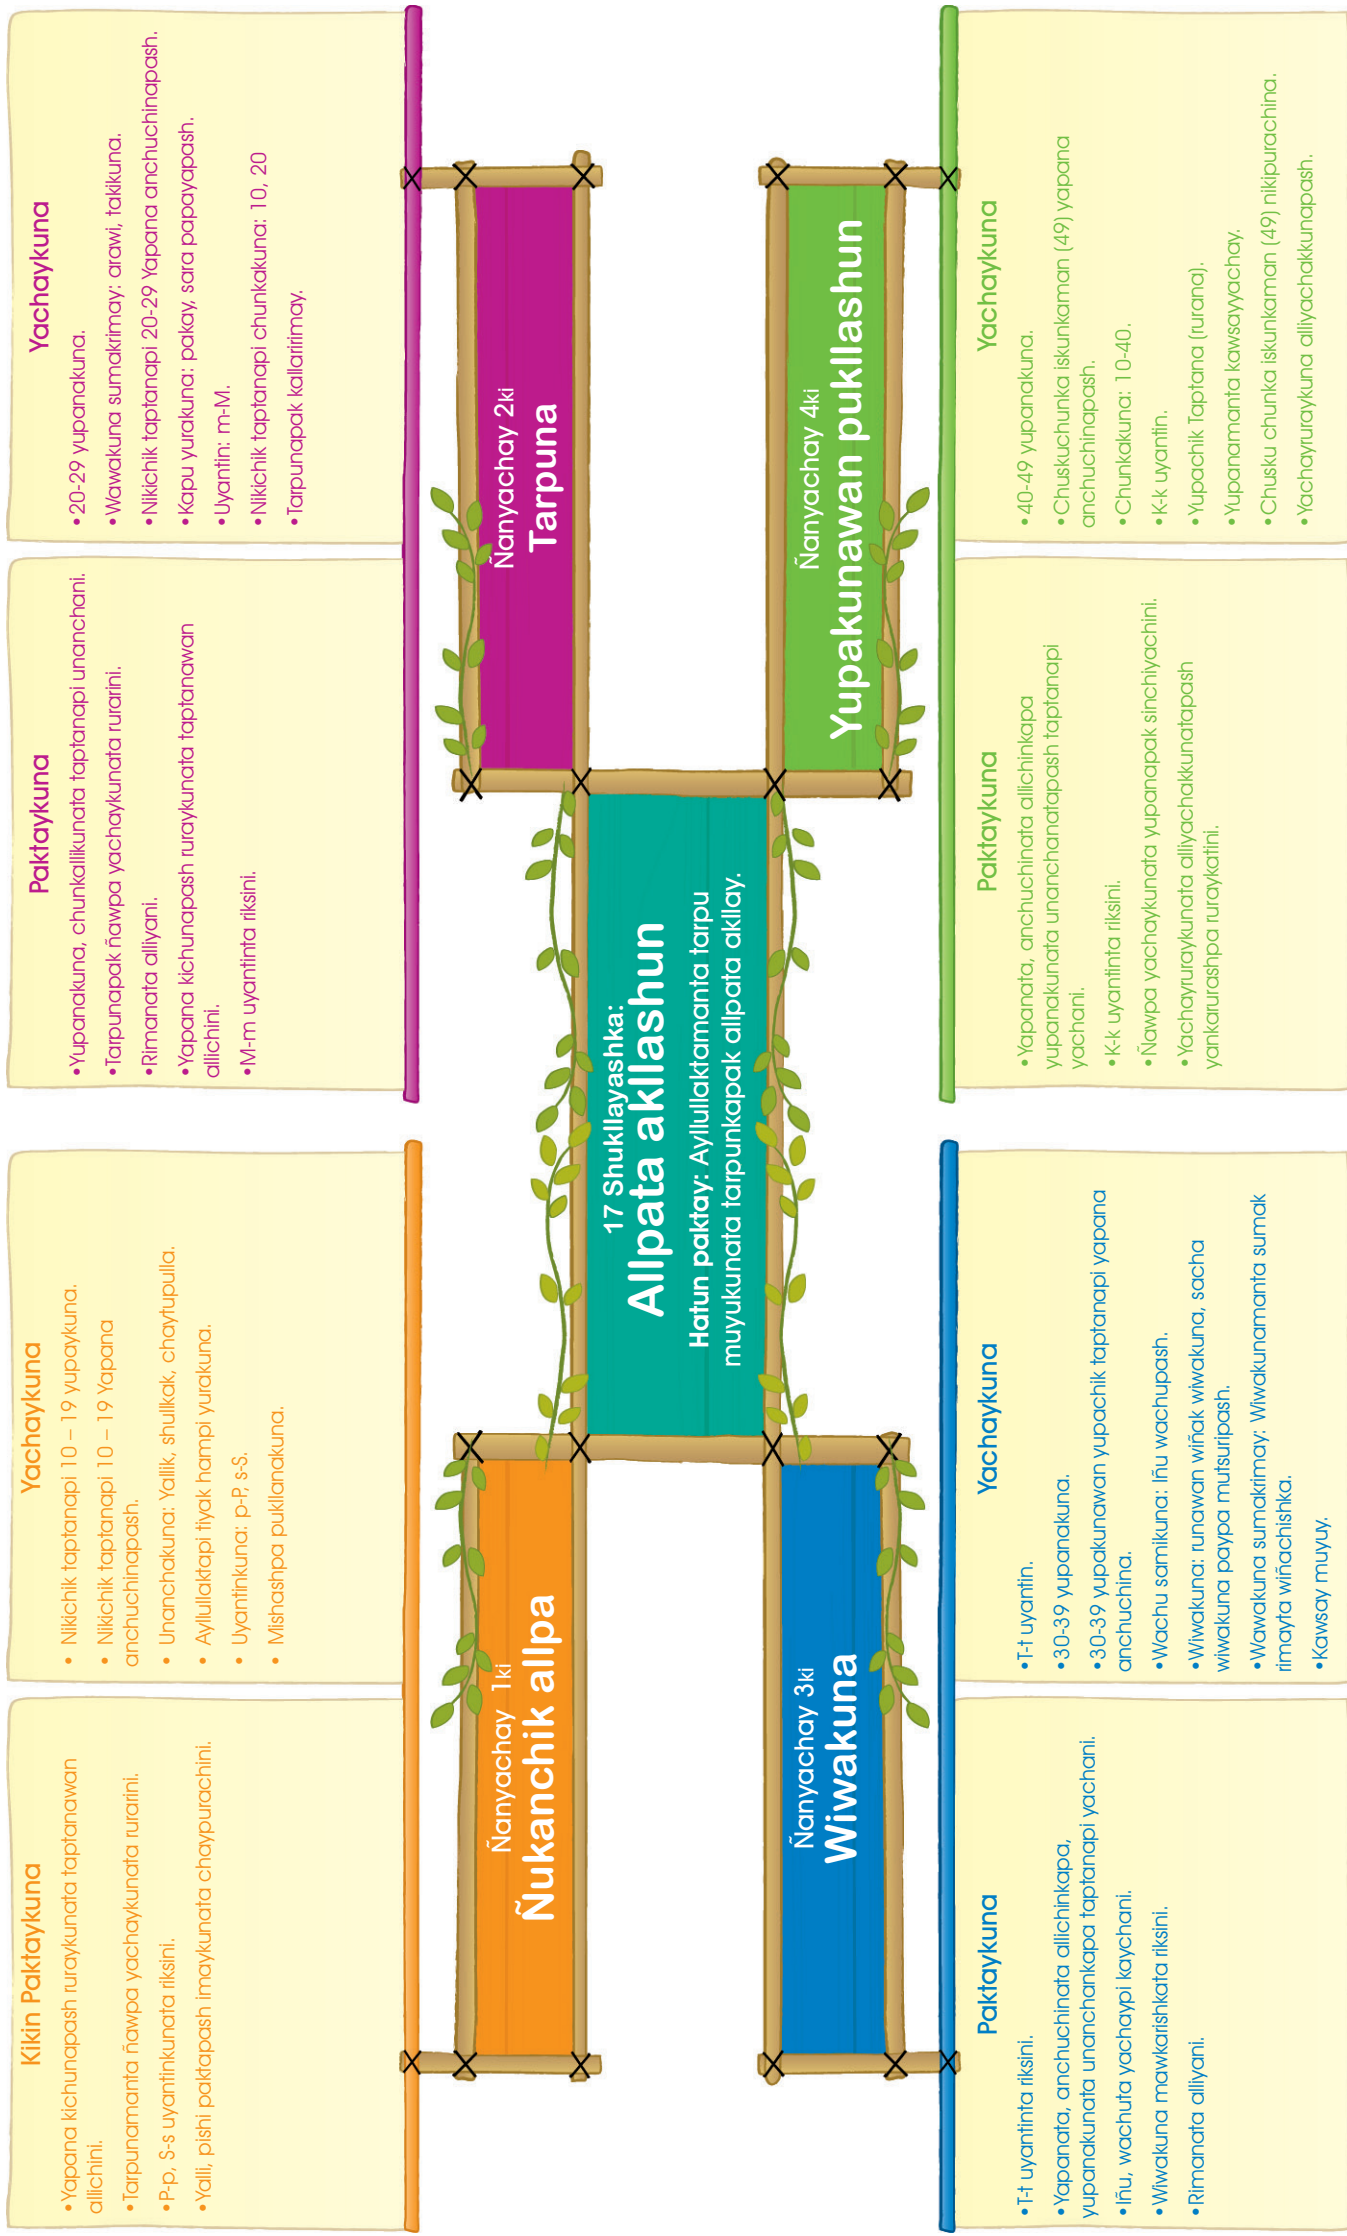 Kikin Paktaykuna
•Yapana kichunapash ruraykunata taptanawan
allichini.
•Tarpunamanta ñawpa yachaykunata rurarini.
•P-p, S-s uyantinkunata riksini.
•Yalli, pishi paktapash imaykunata chaypurachini.
Yachaykuna
• Nikichik taptanapi 10 – 19 yupaykuna.
• Nikichik taptanapi 10 – 19 Yapana
anchuchinapash.
• Unanchakuna: Yallik, shulkak, chaytupulla.
• Ayllullaktapi tiyak hampi yurakuna.
• Uyantinkuna: p-P, s-S.
• Mishashpa pukllanakuna.
Paktaykuna
•Yupanakuna, chunkallikunata taptanapi unanchani.
•Tarpunapak ñawpa yachaykunata rurarini.
•Rimanata alliyani.
•Yapana kichunapash ruraykunata taptanawan
allichini.
•M-m uyantinta riksini.
Yachaykuna
•20-29 yupanakuna.
•Wawakuna sumakrimay: arawi, takikuna.
•Nikichik taptanapi 20-29 Yapana anchuchinapash.
•Kapu yurakuna: pakay, sara papayapash.
•Uyantin: m-M.
•Nikichik taptanapi chunkakuna: 10, 20
•Tarpunapak kallaririmay.
Ñanyachay 1ki
Ñukanchik allpa
Ñanyachay 2ki
Tarpuna
17 Shukllayashka:
Allpata akllashun
Hatun paktay: Ayllullaktamanta tarpu
muyukunata tarpunkapak allpata akllay.
Ñanyachay 3ki
Wiwakuna
Ñanyachay 4ki
Yupakunawan pukllashun
Paktaykuna
•T-t uyantinta riksini.
•Yapanata, anchuchinata allichinkapa,
yupanakunata unanchankapa taptanapi yachani.
•Iñu, wachuta yachaypi kaychani.
•Wiwakuna mawkarishkata riksini.
•Rimanata alliyani.
Yachaykuna
•T-t uyantin.
•30-39 yupanakuna.
•30-39 yupakunawan yupachik taptanapi yapana
anchuchina.
•Wachu samikuna: Iñu wachupash.
•Wiwakuna: runawan wiñak wiwakuna, sacha
wiwakuna paypa mutsuripash.
•Wawakuna sumakrimay: Wiwakunamanta sumak
rimayta wiñachishka.
•Kawsay muyuy.
Paktaykuna
•Yapanata, anchuchinata allichinkapa
yupanakunata unanchanatapash taptanapi
yachani.
•K-k uyantinta riksini.
•Ñawpa yachaykunata yupanapak sinchiyachini.
•Yachayruraykunata alliyachakkunatapash
yankarurashpa ruraykatini.
Yachaykuna
•40-49 yupanakuna.
•Chuskuchunka iskunkaman (49) yapana
anchuchinapash.
•Chunkakuna: 10-40.
•K-k uyantin.
•Yupachik Taptana (rurana).
•Yupanamanta kawsayyachay.
•Chusku chunka iskunkaman (49) nikipurachina.
•Yachayruraykuna alliyachakkunapash.